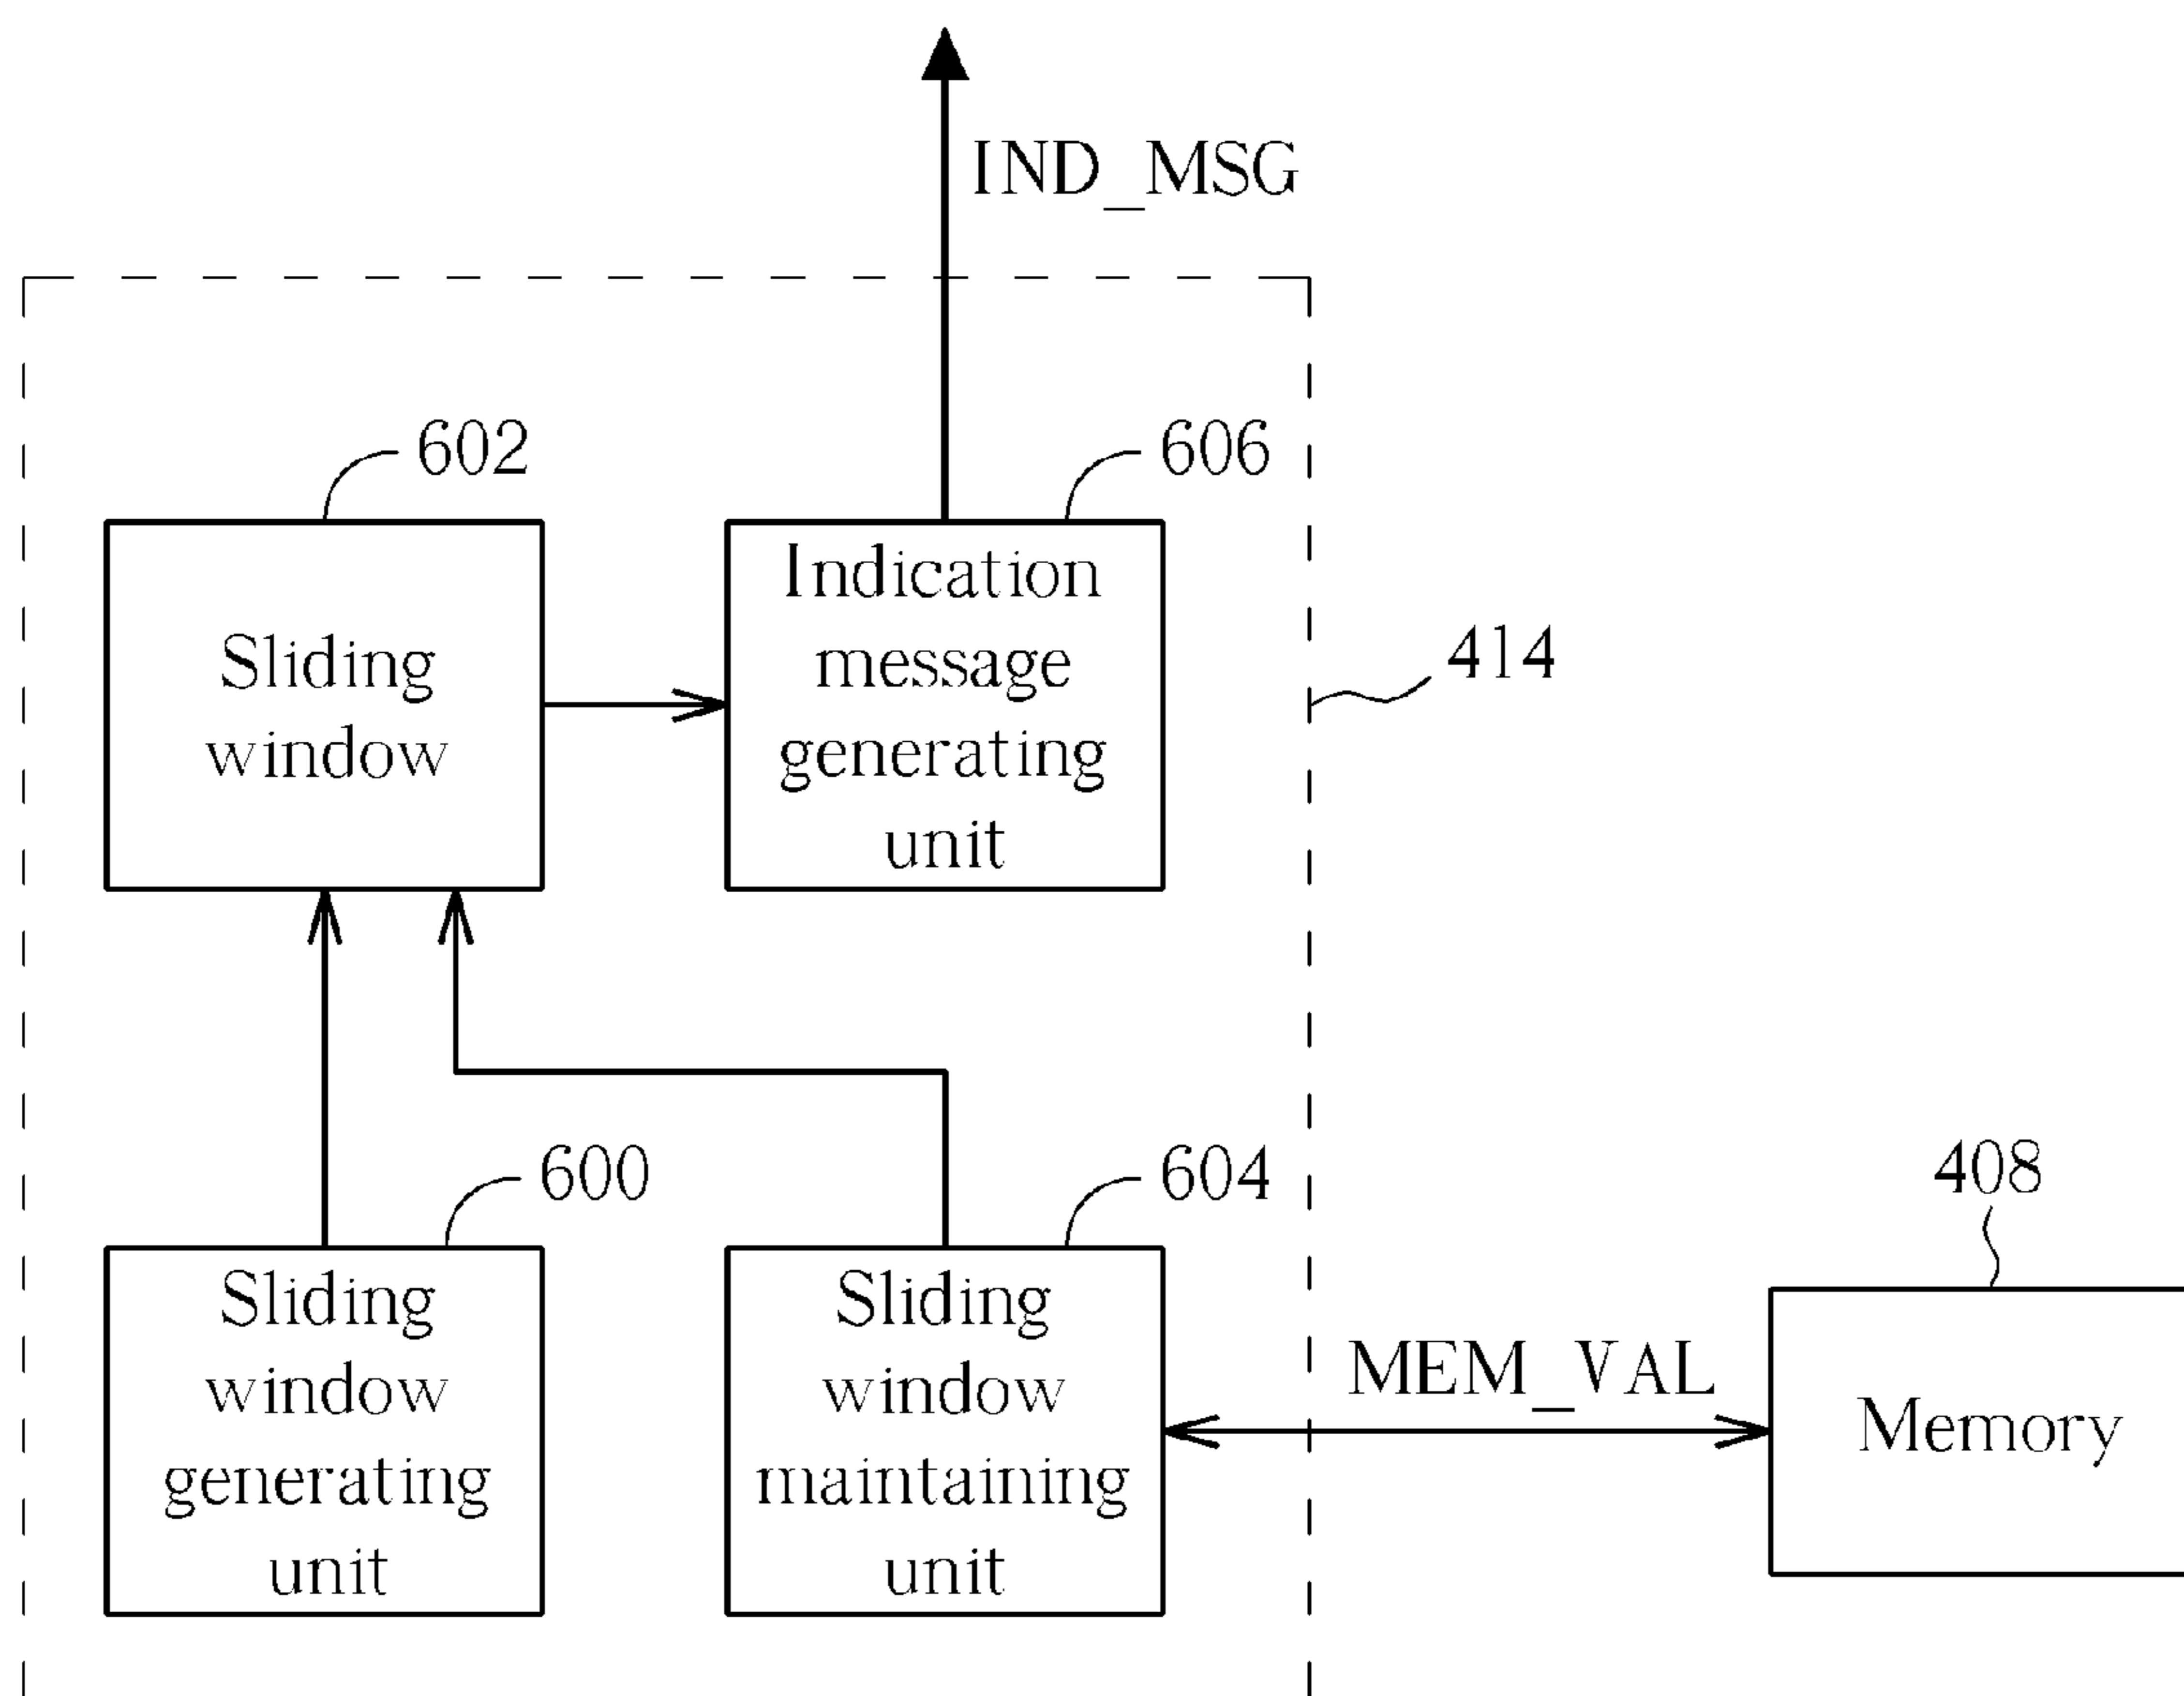 IND_MSG
602
606
Sliding
window
Indication
message
generating
unit
414
600
604
408
Sliding
window
generating
unit
Sliding
window
maintaining
unit
MEM_VAL
Memory